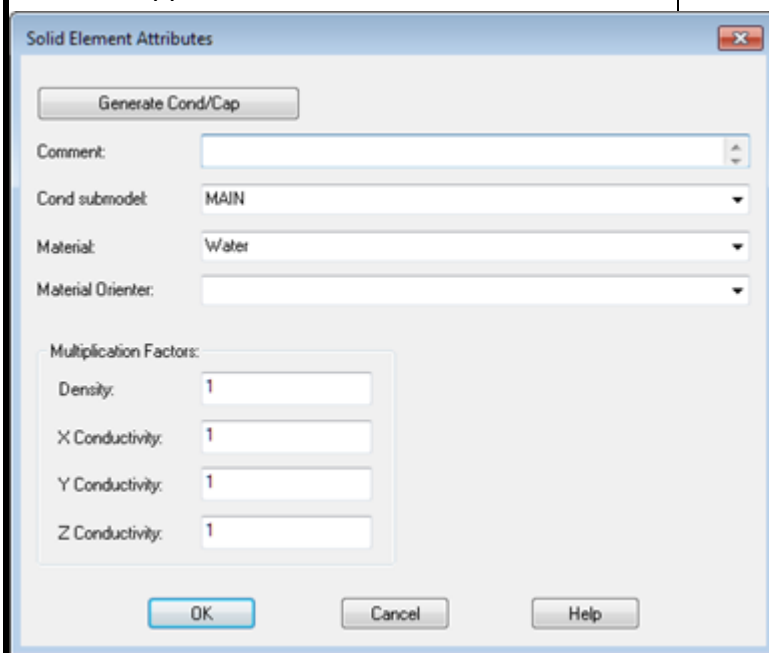 Solid Element Attributes
Generate Cond/Cap
Comment:
Cond submodel: MAIN
Material: Water
Material Orienter:
Multiplication Factors:
Density: 1
X Conductivity: 1
Y Conductivity: 1
Z Conductivity: 1
OK Cancel Help